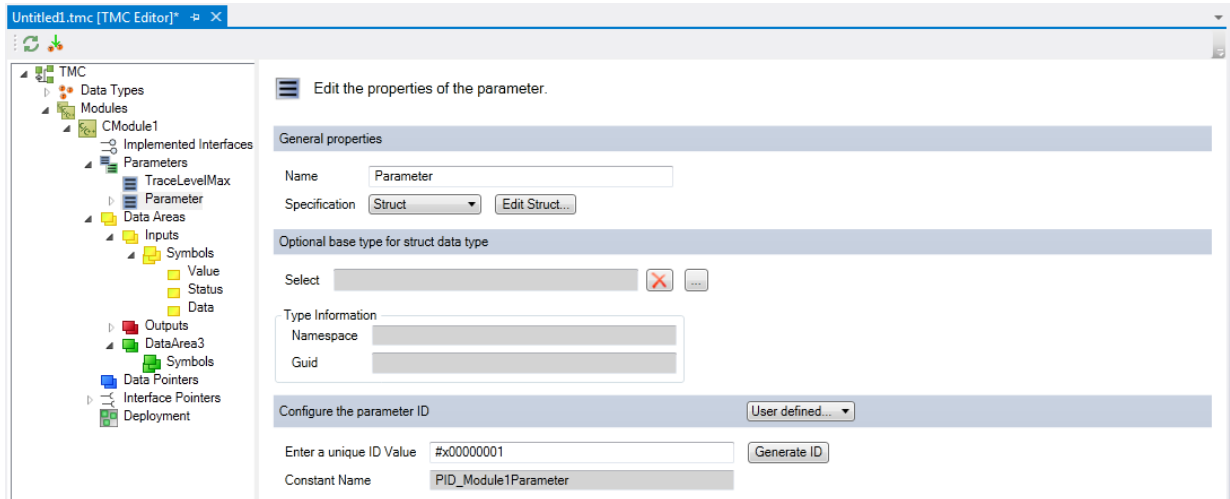 Untitled1.tmc [TMC Editor]*
TMC
Data Types
Modules
CModule1
Implemented Interfaces
Parameters
TraceLevelMax
Parameter
Data Areas
Inputs
Symbols
Value
Status
Data
Outputs
DataArea3
Symbols
Data Pointers
Interface Pointers
Deployment
Edit the properties of the parameter.
General properties
Name Parameter
Specification Struct Edit Struct...
Optional base type for struct data type
Select ...
Type Information
Namespace
Guid
Configure the parameter ID User defined...
Enter a unique ID Value #x00000001 Generate ID
Constant Name PID_Module1Parameter